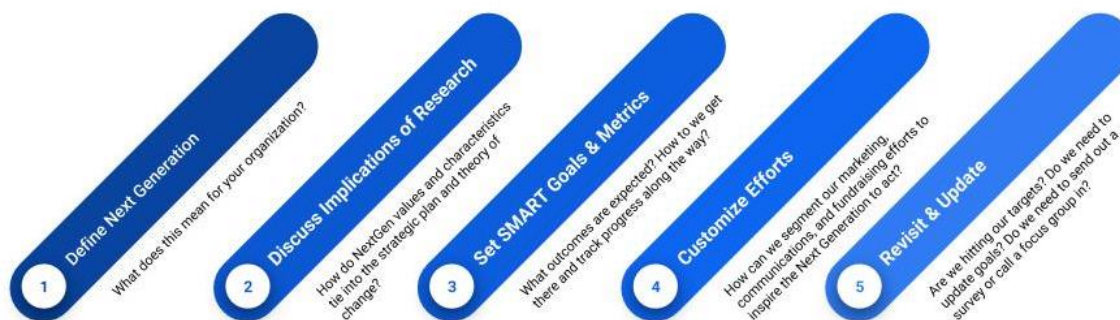 1
Define Next Generation
What does this mean for your organization?
2
Discuss Implications of Research
How do NextGen values and characteristics
tie into the strategic plan and theory of
change?
3
Set SMART Goals & Metrics
What outcomes are expected? How to we get
there and track progress along the way?
4
Customize Efforts
How can we segment our marketing,
communications, and fundraising efforts to
inspire the Next Generation to act?
5
Revisit & Update
Are we hitting our targets? Do we need to
update goals? Do we need to send out a
survey or call a focus group in?